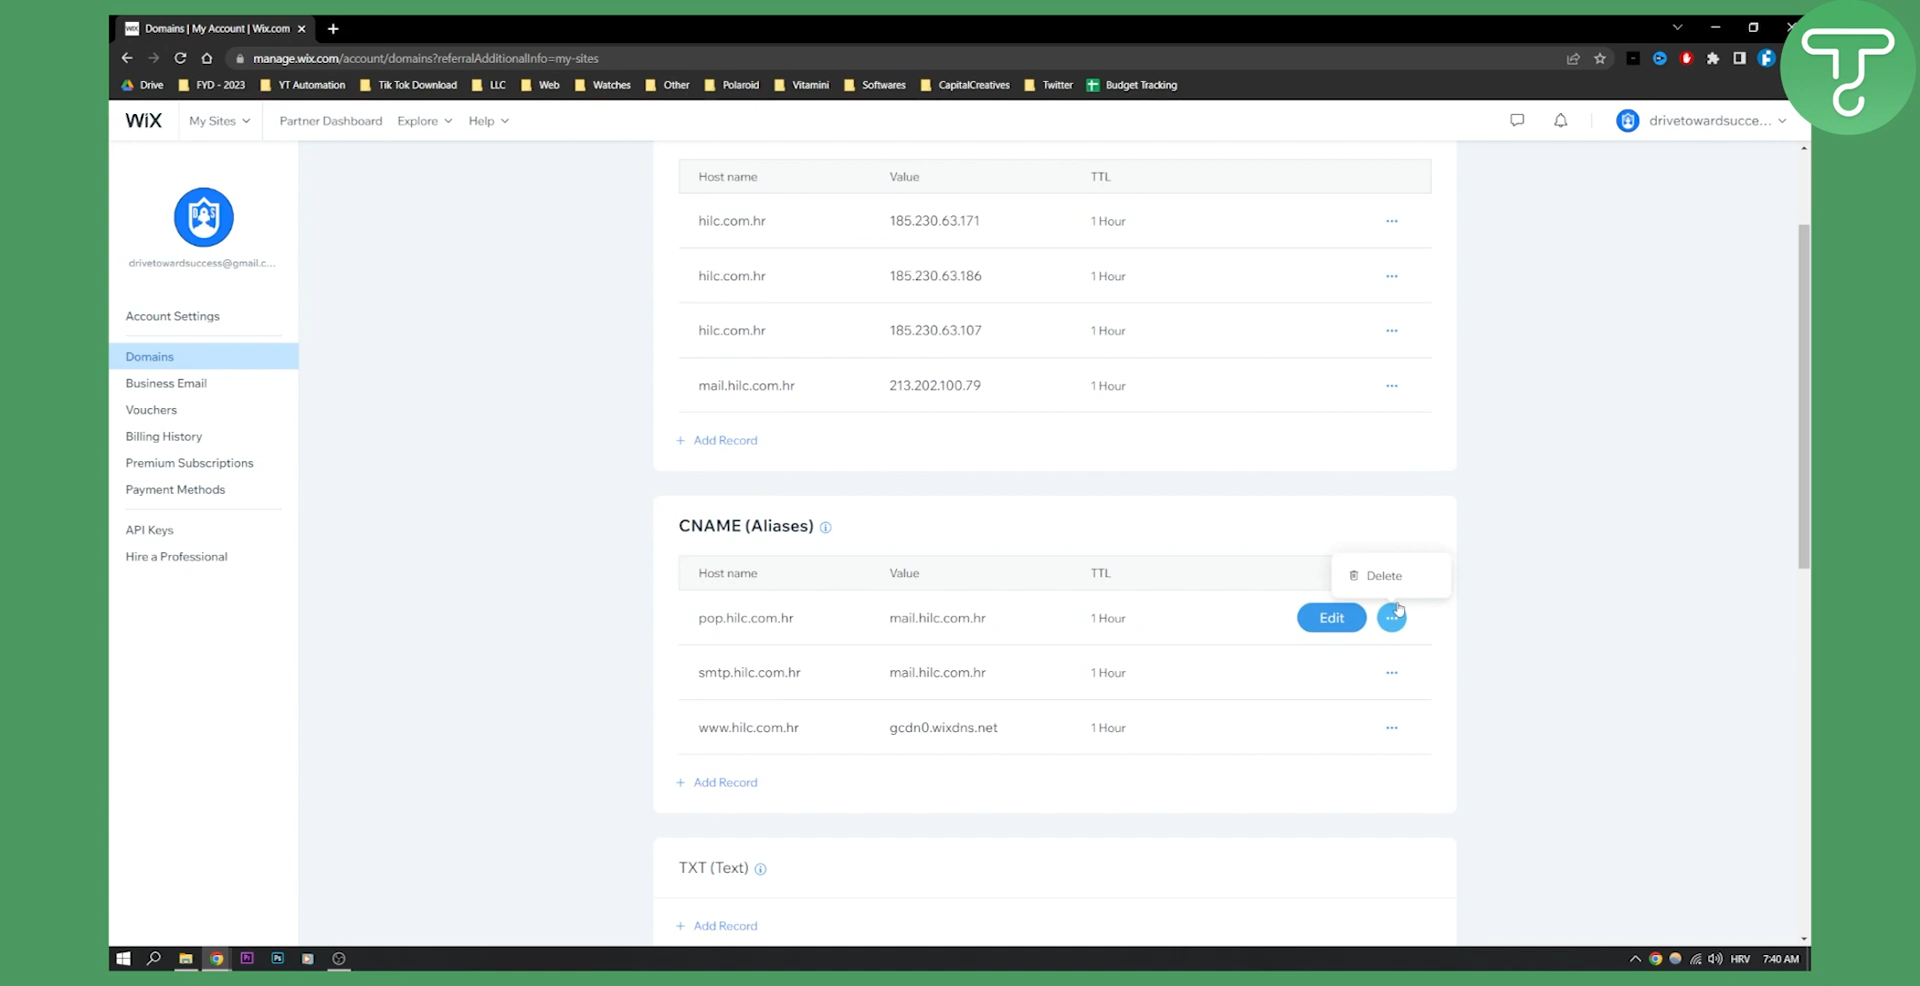 WiX Domains | My Account | Wix.com
manage.wix.com/account/domains?referralAdditionalInfo=my-sites
Drive FYD - 2023 YT Automation Tik Tok Download LLC Web Watches Other Polaroid Vitamini Softwares CapitalCreatives Twitter Budget Tracking
WiX My Sites Partner Dashboard Explore Help drivetowardsucce...
Host name Value TTL
hilc.com.hr 185.230.63.171 1 Hour
DAS
drivetowardsuccess@gmail.c...
hilc.com.hr 185.230.63.186 1 Hour
Account Settings
hilc.com.hr 185.230.63.107 1 Hour
Domains
Business Email
mail.hilc.com.hr 213.202.100.79 1 Hour
Vouchers
Billing History
+ Add Record
Premium Subscriptions
Payment Methods
API Keys
Hire a Professional
CNAME (Aliases)
Host name Value TTL
Delete
pop.hilc.com.hr mail.hilc.com.hr 1 Hour Edit
smtp.hilc.com.hr mail.hilc.com.hr 1 Hour
www.hilc.com.hr gcdn0.wixdns.net 1 Hour
+ Add Record
TXT (Text)
+ Add Record
Pr Ps HRV 7:40 AM